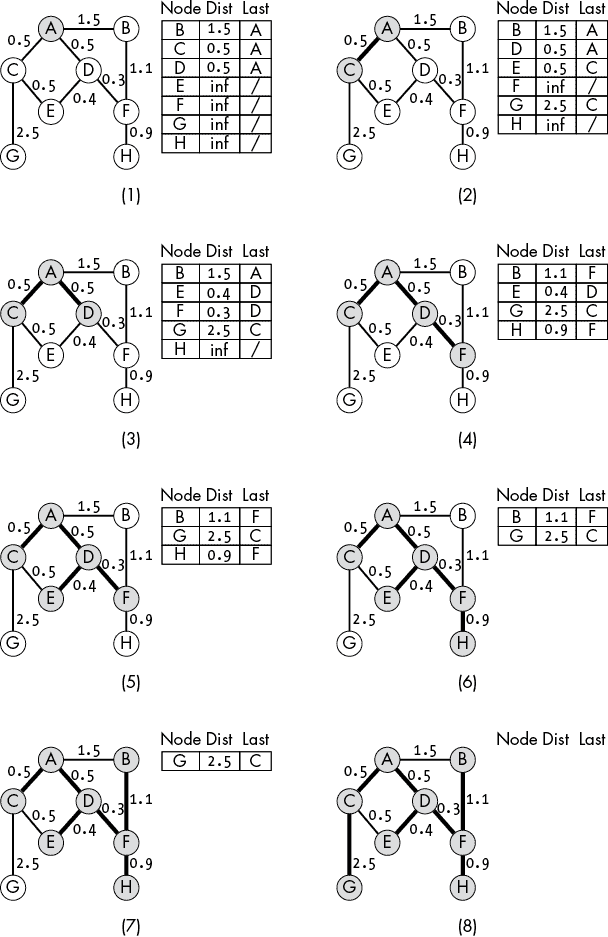 A 1.5 B Node Dist Last
0.5 0.5 B 1.5 A
C D 1.1 C 0.5 A
0.5 0.3 D 0.5 A
E 0.4 F E inf /
2.5 0.9 F inf /
G H G inf /
H inf /
(1)
A 1.5 B Node Dist Last
0.5 0.5 B 1.5 A
C D 1.1 D 0.5 A
0.5 0.3 E 0.5 C
E 0.4 F F inf /
2.5 0.9 G 2.5 C
G H H inf /
(2)
A 1.5 B Node Dist Last
0.5 0.5 B 1.5 A
C D 1.1 E 0.4 D
0.5 0.3 F 0.3 D
E 0.4 F G 2.5 C
2.5 0.9 H inf /
G H
(3)
A 1.5 B Node Dist Last
0.5 0.5 B 1.1 F
C D 1.1 E 0.4 D
0.5 0.3 G 2.5 C
E 0.4 F H 0.9 F
2.5 0.9
G H
(4)
A 1.5 B Node Dist Last
0.5 0.5 B 1.1 F
C D 1.1 G 2.5 C
0.5 0.3 H 0.9 F
E 0.4 F
2.5 0.9
G H
(5)
A 1.5 B Node Dist Last
0.5 0.5 B 1.1 F
C D 1.1 G 2.5 C
0.5 0.3
E 0.4 F
2.5 0.9
G H
(6)
A 1.5 B Node Dist Last
0.5 0.5 G 2.5 C
C D 1.1
0.5 0.3
E 0.4 F
2.5 0.9
G H
(7)
A 1.5 B Node Dist Last
0.5 0.5
C D 1.1
0.5 0.3
E 0.4 F
2.5 0.9
G H
(8)